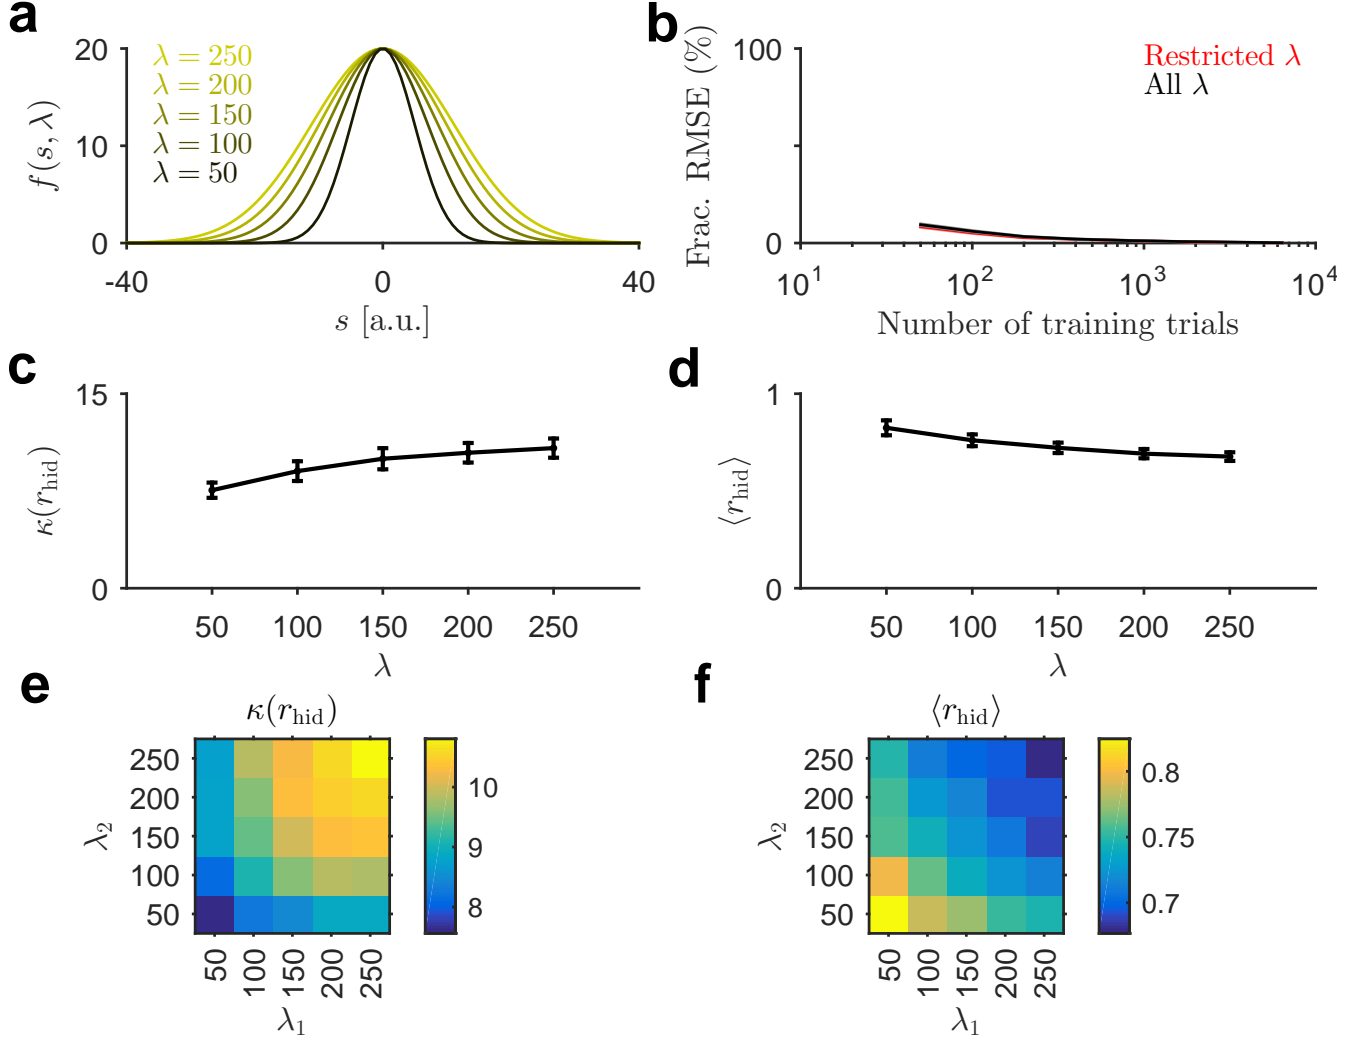 a
20
10
0
-40
0
40
f(s, λ)
s [a.u.]
λ = 250
λ = 200
λ = 150
λ = 100
λ = 50
b
100
0
10^1
10^2
10^3
10^4
Frac. RMSE (%)
Number of training trials
Restricted λ
All λ
c
15
0
50 100 150 200 250
κ(r_hid)
λ
d
1
0
50 100 150 200 250
⟨r_hid⟩
λ
e
κ(r_hid)
250
200
150
100
50
50 100 150 200 250
λ_2
λ_1
10
9
8
f
⟨r_hid⟩
250
200
150
100
50
50 100 150 200 250
λ_2
λ_1
0.8
0.75
0.7